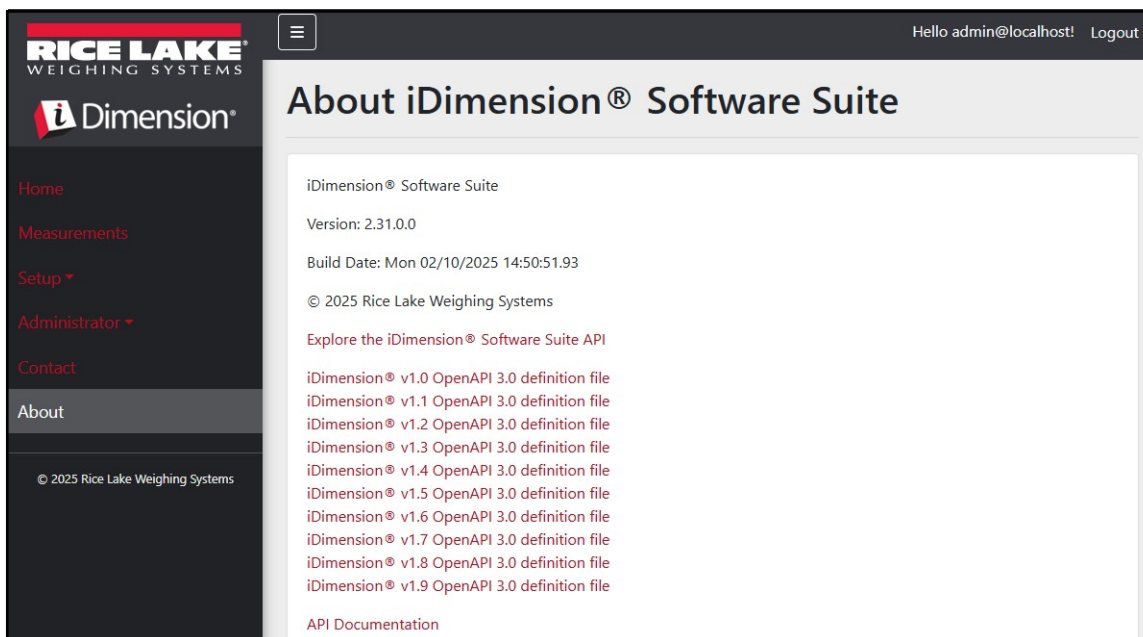 RICE LAKE®
WEIGHING SYSTEMS
i Dimension®
Home
Measurements
Setup
Administrator
Contact
About
© 2025 Rice Lake Weighing Systems
Hello admin@localhost! Logout
About iDimension® Software Suite
iDimension® Software Suite
Version: 2.31.0.0
Build Date: Mon 02/10/2025 14:50:51.93
© 2025 Rice Lake Weighing Systems
Explore the iDimension® Software Suite API
iDimension® v1.0 OpenAPI 3.0 definition file
iDimension® v1.1 OpenAPI 3.0 definition file
iDimension® v1.2 OpenAPI 3.0 definition file
iDimension® v1.3 OpenAPI 3.0 definition file
iDimension® v1.4 OpenAPI 3.0 definition file
iDimension® v1.5 OpenAPI 3.0 definition file
iDimension® v1.6 OpenAPI 3.0 definition file
iDimension® v1.7 OpenAPI 3.0 definition file
iDimension® v1.8 OpenAPI 3.0 definition file
iDimension® v1.9 OpenAPI 3.0 definition file
API Documentation